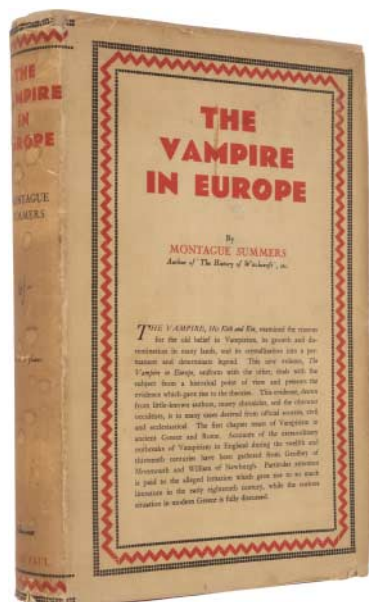 THE
VAMPIRE
IN
EUROPE
MONTAGUE
SUMMERS
PAUL
THE
VAMPIRE
IN EUROPE
By
MONTAGUE SUMMERS
Author of 'The History of Witchcraft', etc.
THE VAMPIRE, His Kith and Kin, examined the reasons
for the old belief in Vampirism, its growth and dis-
semination in many lands, and its crystallization into a per-
manent and determinate legend. This new volume, The
Vampire in Europe, uniform with the other, deals with the
subject from a historical point of view and presents the
evidence which gave rise to the theories. This evidence, drawn
from little-known authors, many chronicles, and the obscurer
occultists, is in many cases derived from official sources, civil
and ecclesiastical. The first chapter treats of Vampirism in
ancient Greece and Rome. Accounts of the extraordinary
outbreaks of Vampirism in England during the twelfth and
thirteenth centuries have been gathered from Geoffrey of
Monmouth and William of Newburgh. Particular attention
is paid to the alleged irritation which gave rise to so much
literature in the early eighteenth century, while the curious
situation in modern Greece is fully discussed.